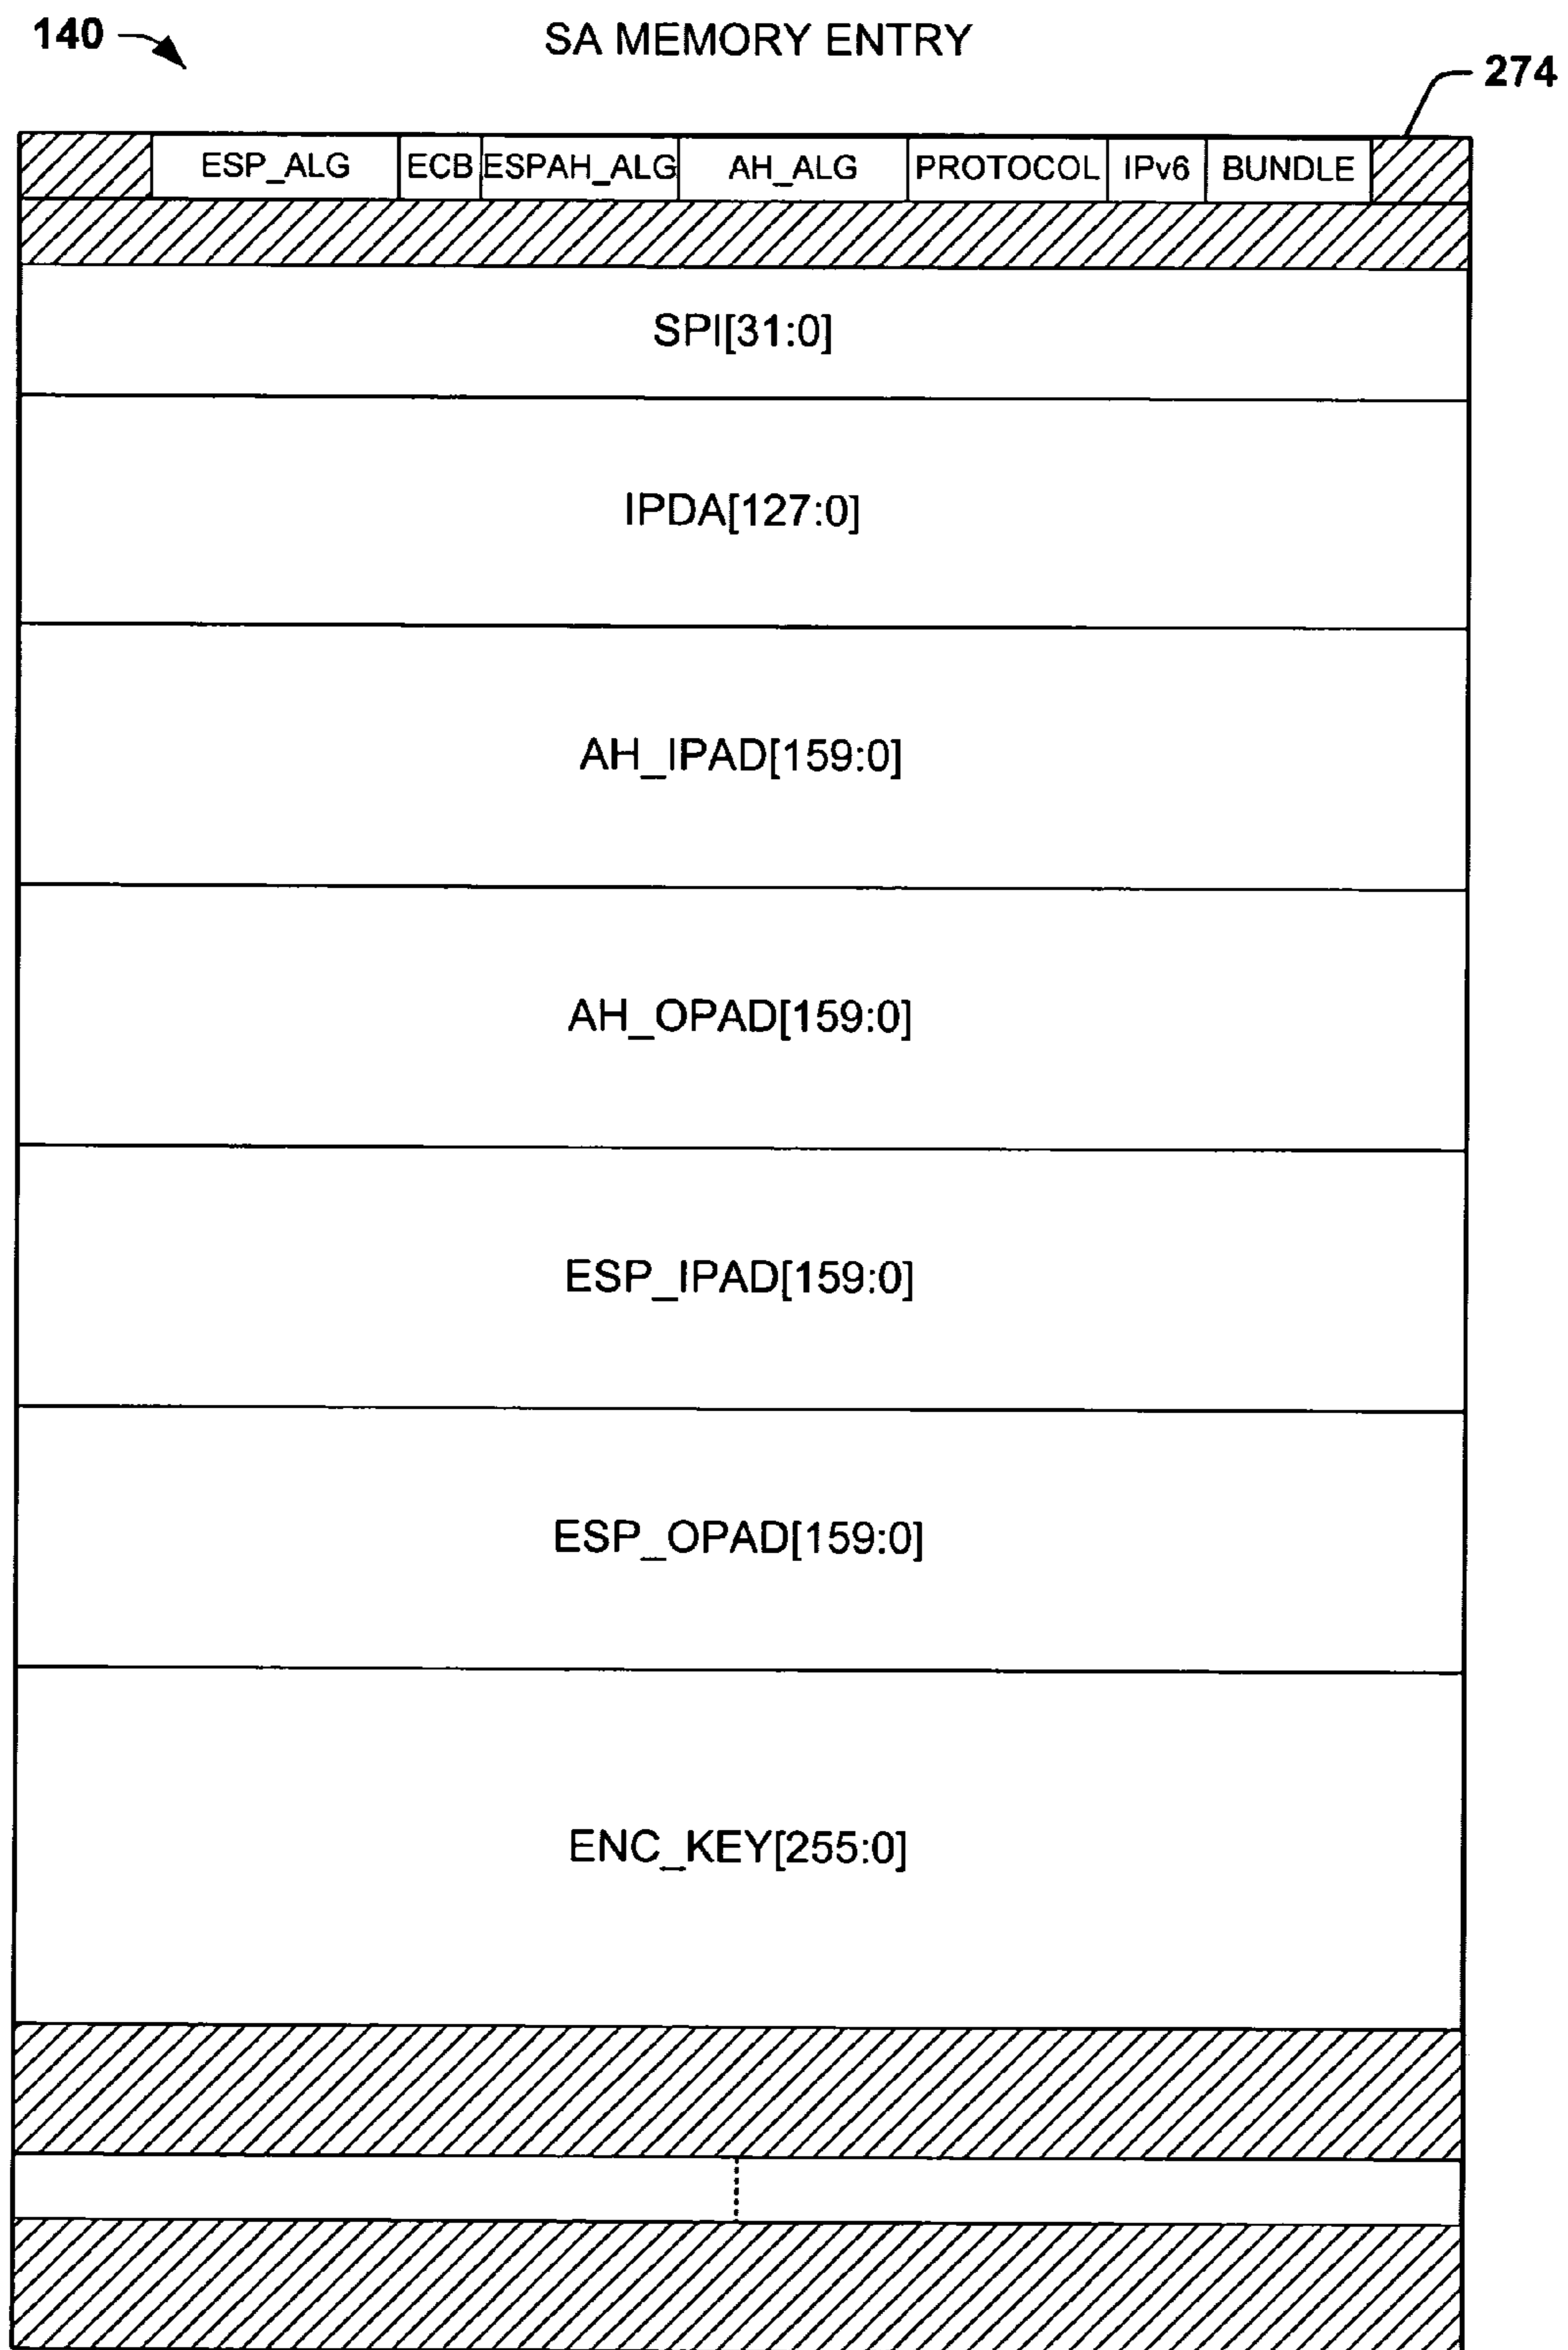 140
SA MEMORY ENTRY
274
ESP_ALG ECB ESPAH_ALG AH_ALG PROTOCOL IPv6 BUNDLE
SPI[31:0]
IPDA[127:0]
AH_IPAD[159:0]
AH_OPAD[159:0]
ESP_IPAD[159:0]
ESP_OPAD[159:0]
ENC_KEY[255:0]